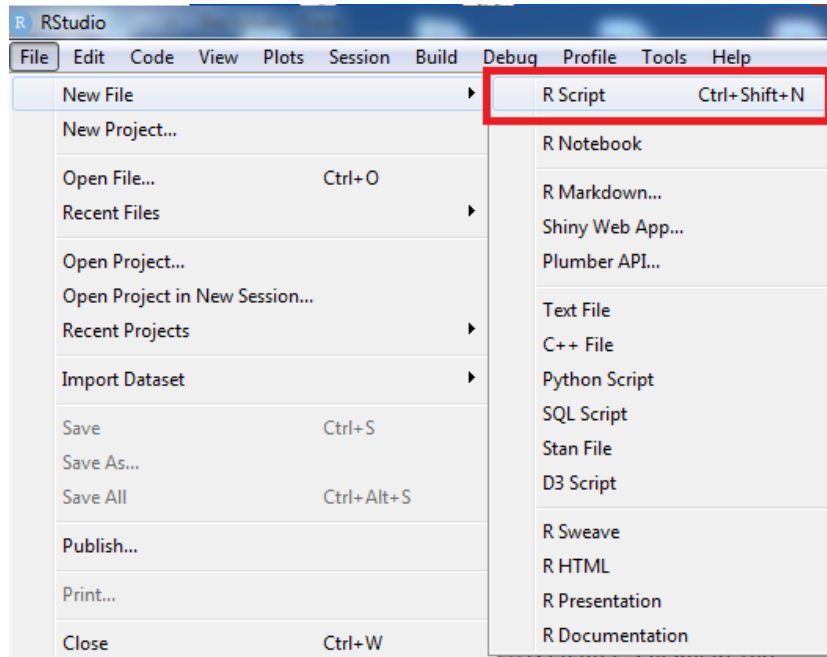 R RStudio
File Edit Code View Plots Session Build Debug Profile Tools Help
New File
New Project...
Open File... Ctrl+O
Recent Files
Open Project...
Open Project in New Session...
Recent Projects
Import Dataset
Save Ctrl+S
Save As...
Save All Ctrl+Alt+S
Publish...
Print...
Close Ctrl+W
R Script Ctrl+Shift+N
R Notebook
R Markdown...
Shiny Web App...
Plumber API...
Text File
C++ File
Python Script
SQL Script
Stan File
D3 Script
R Sweave
R HTML
R Presentation
R Documentation